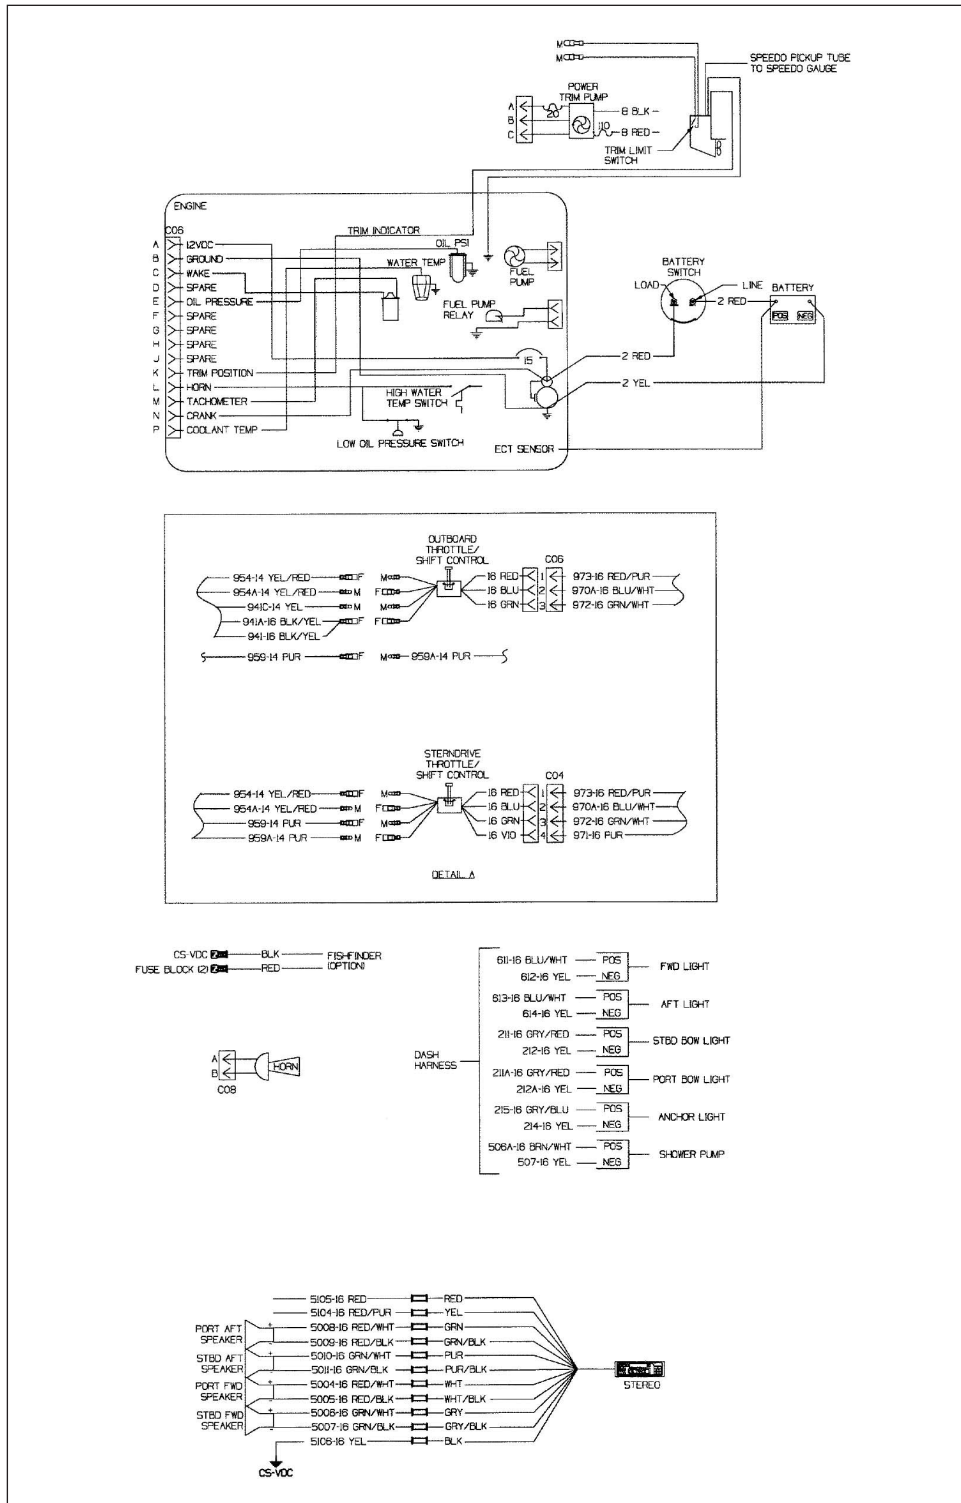 M
M
SPEEDO PICKUP TUBE
TO SPEEDO GAUGE
POWER
TRIM PUMP
A
B
C
20
110
8 BLK
8 RED
TRIM LIMIT
SWITCH
ENGINE
C06
TRIM INDICATOR
A 12VDC
B GROUND
C WAKE
D SPARE
E OIL PRESSURE
F SPARE
G SPARE
H SPARE
J SPARE
K TRIM POSITION
L HORN
M TACHOMETER
N CRANK
P COOLANT TEMP
OIL PSI
WATER TEMP
FUEL
PUMP
FUEL PUMP
RELAY
15
HIGH WATER
TEMP SWITCH
LOW OIL PRESSURE SWITCH
ECT SENSOR
BATTERY
SWITCH
LOAD
LINE
BATTERY
2 RED
POS NEG
2 RED
2 YEL
OUTBOARD
THROTTLE/
SHIFT CONTROL
C06
954-14 YEL/RED F M 16 RED 1 973-16 RED/PUR
954A-14 YEL/RED M F 16 BLU 2 970A-16 BLU/WHT
941C-14 YEL M M 16 GRN 3 972-16 GRN/WHT
941A-16 BLK/YEL F F
941-16 BLK/YEL
959-14 PUR F M 959A-14 PUR
STERNDRIVE
THROTTLE/
SHIFT CONTROL
C04
954-14 YEL/RED F M 16 RED 1 973-16 RED/PUR
954A-14 YEL/RED M F 16 BLU 2 970A-16 BLU/WHT
959-14 PUR F M 16 GRN 3 972-16 GRN/WHT
959A-14 PUR M F 16 VIO 4 971-16 PUR
DETAIL A
CS-VDC BLK FISHFINDER
FUSE BLOCK (2) RED (OPTION)
A
B
HORN
C08
DASH
HARNESS
611-16 BLU/WHT POS
612-16 YEL NEG
FWD LIGHT
613-16 BLU/WHT POS
614-16 YEL NEG
AFT LIGHT
211-16 GRY/RED POS
212-16 YEL NEG
STBD BOW LIGHT
211A-16 GRY/RED POS
212A-16 YEL NEG
PORT BOW LIGHT
215-16 GRY/BLU POS
214-16 YEL NEG
ANCHOR LIGHT
506A-16 BRN/WHT POS
507-16 YEL NEG
SHOWER PUMP
5105-16 RED RED
5104-16 RED/PUR YEL
PORT AFT
SPEAKER
+ 5008-16 RED/WHT GRN
- 5009-16 RED/BLK GRN/BLK
STBD AFT
SPEAKER
+ 5010-16 GRN/WHT PUR
- 5011-16 GRN/BLK PUR/BLK
PORT FWD
SPEAKER
+ 5004-16 RED/WHT WHT
- 5005-16 RED/BLK WHT/BLK
STBD FWD
SPEAKER
+ 5006-16 GRN/WHT GRY
- 5007-16 GRN/BLK GRY/BLK
5106-16 YEL BLK
CS-VDC
STEREO